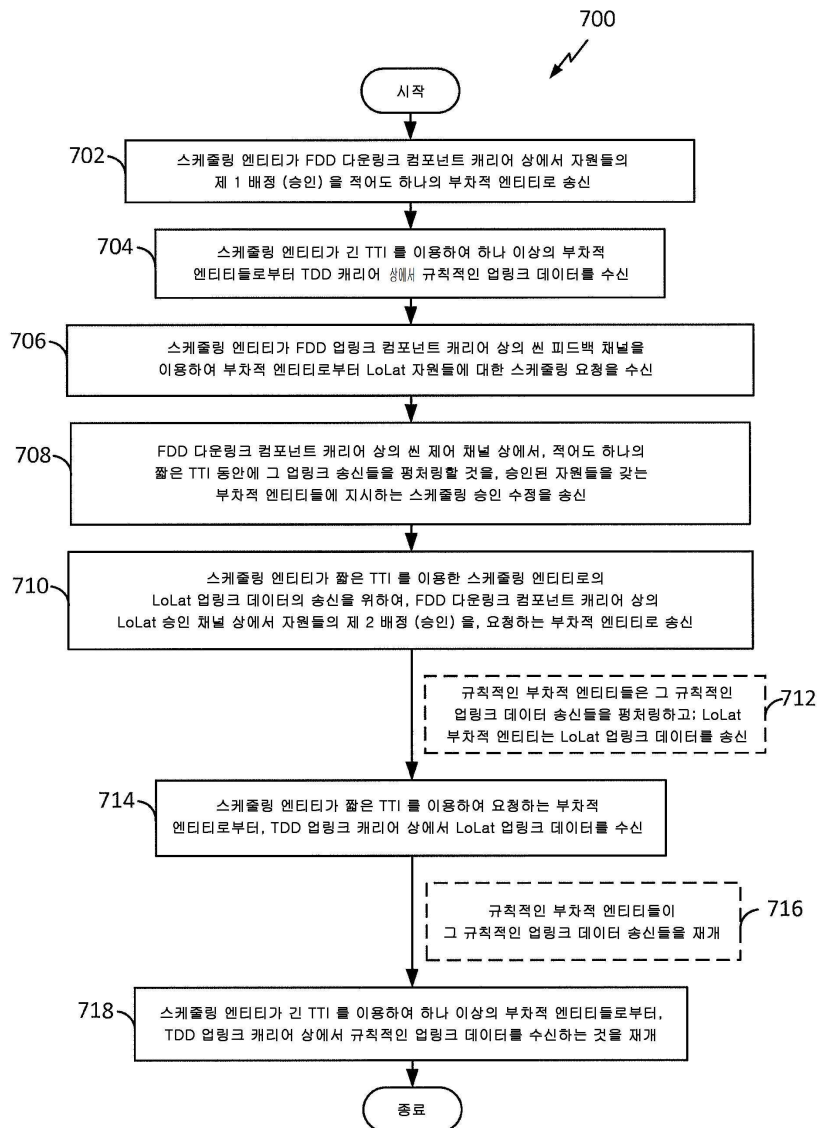 700
시작
702
스케줄링 엔티티가 FDD 다운링크 컴포넌트 캐리어 상에서 자원들의
제 1 배정 (승인) 을 적어도 하나의 부차적 엔티티로 송신
704
스케줄링 엔티티가 긴 TTI 를 이용하여 하나 이상의 부차적
엔티티들로부터 TDD 캐리어 상에서 규칙적인 업링크 데이터를 수신
706
스케줄링 엔티티가 FDD 업링크 컴포넌트 캐리어 상의 씬 피드백 채널을
이용하여 부차적 엔티티로부터 LoLat 자원들에 대한 스케줄링 요청을 수신
708
FDD 다운링크 컴포넌트 캐리어 상의 씬 제어 채널 상에서, 적어도 하나의
짧은 TTI 동안에 그 업링크 송신들을 펑처링할 것을, 승인된 자원들을 갖는
부차적 엔티티들에 지시하는 스케줄링 승인 수정을 송신
710
스케줄링 엔티티가 짧은 TTI 를 이용한 스케줄링 엔티티로의
LoLat 업링크 데이터의 송신을 위하여, FDD 다운링크 컴포넌트 캐리어 상의
LoLat 승인 채널 상에서 자원들의 제 2 배정 (승인) 을, 요청하는 부차적 엔티티로 송신
규칙적인 부차적 엔티티들은 그 규칙적인
업링크 데이터 송신들을 펑처링하고; LoLat
부차적 엔티티는 LoLat 업링크 데이터를 송신
712
714
스케줄링 엔티티가 짧은 TTI 를 이용하여 요청하는 부차적
엔티티로부터, TDD 업링크 캐리어 상에서 LoLat 업링크 데이터를 수신
규칙적인 부차적 엔티티들이
그 규칙적인 업링크 데이터 송신들을 재개
716
718
스케줄링 엔티티가 긴 TTI 를 이용하여 하나 이상의 부차적 엔티티들로부터,
TDD 업링크 캐리어 상에서 규칙적인 업링크 데이터를 수신하는 것을 재개
종료